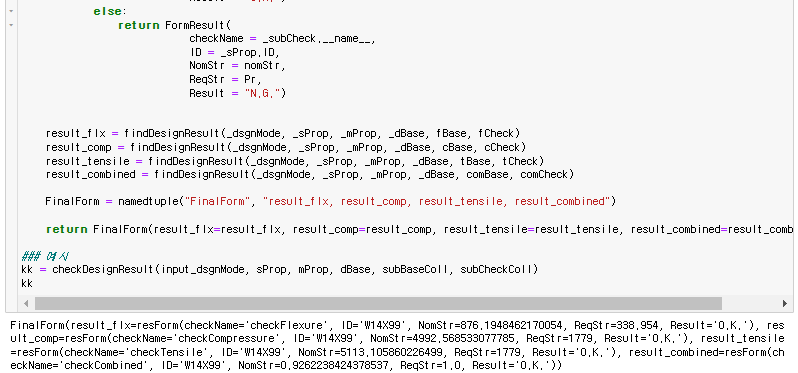 else:
return FormResult(
checkName = _subCheck.__name__,
ID = _sProp.ID,
NomStr = nomStr,
ReqStr = Pr,
Result = "N.G.")
result_flx = findDesignResult(_dsgnMode, _sProp, _mProp, _dBase, fBase, fCheck)
result_comp = findDesignResult(_dsgnMode, _sProp, _mProp, _dBase, cBase, cCheck)
result_tensile = findDesignResult(_dsgnMode, _sProp, _mProp, _dBase, tBase, tCheck)
result_combined = findDesignResult(_dsgnMode, _sProp, _mProp, _dBase, comBase, comCheck)
FinalForm = namedtuple("FinalForm", "result_flx, result_comp, result_tensile, result_combined")
return FinalForm(result_flx=result_flx, result_comp=result_comp, result_tensile=result_tensile, result_combined=result_comb
### 예시
kk = checkDesignResult(input_dsgnMode, sProp, mProp, dBase, subBaseColl, subCheckColl)
kk
FinalForm(result_flx=resForm(checkName='checkFlexure', ID='W14X99', NomStr=876.1948462170054, ReqStr=338.954, Result='O.K.'), res
ult_comp=resForm(checkName='checkCompressure', ID='W14X99', NomStr=4992.568533077785, ReqStr=1779, Result='O.K.'), result_tensile
=resForm(checkName='checkTensile', ID='W14X99', NomStr=5113.105860226499, ReqStr=1779, Result='O.K.'), result_combined=resForm(ch
eckName='checkCombined', ID='W14X99', NomStr=0.9262238424378537, ReqStr=1.0, Result='O.K.'))